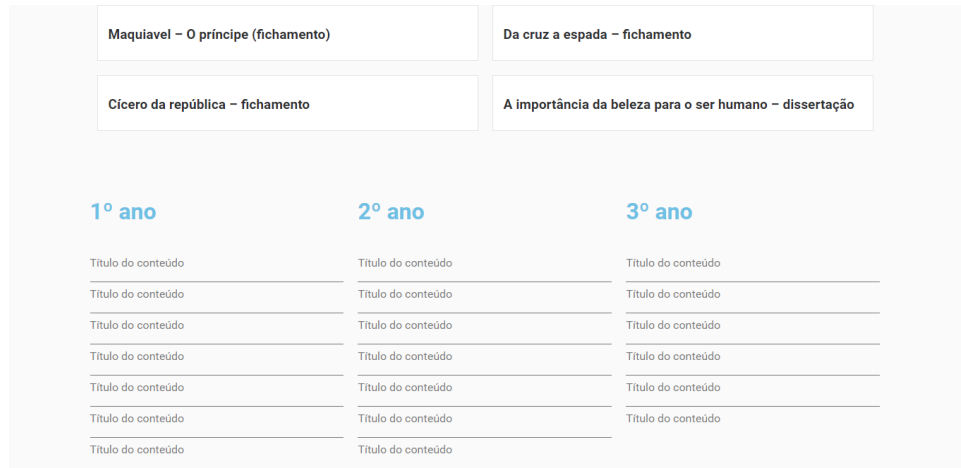 Maquiavel – O príncipe (fichamento)
Da cruz a espada – fichamento
Cícero da república – fichamento
A importância da beleza para o ser humano – dissertação
1º ano
Título do conteúdo
Título do conteúdo
Título do conteúdo
Título do conteúdo
Título do conteúdo
Título do conteúdo
Título do conteúdo
2º ano
Título do conteúdo
Título do conteúdo
Título do conteúdo
Título do conteúdo
Título do conteúdo
Título do conteúdo
Título do conteúdo
3º ano
Título do conteúdo
Título do conteúdo
Título do conteúdo
Título do conteúdo
Título do conteúdo
Título do conteúdo